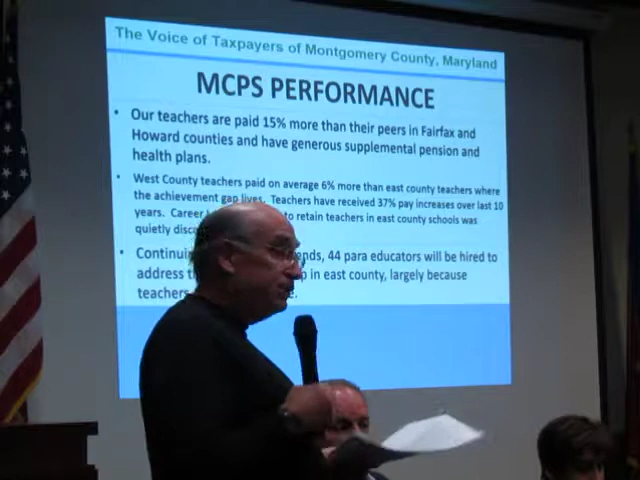 The Voice of Taxpayers of Montgomery County, Maryland
MCPS PERFORMANCE
• Our teachers are paid 15% more than their peers in Fairfax and
Howard counties and have generous supplemental pension and
health plans.
• West County teachers paid on average 6% more than east county teachers where
the achievement gap lives. Teachers have received 37% pay increases over last 10
years. Career to retain teachers in east county schools was
quietly
• 44 para educators will be hired to
address in east county, largely because
teachers